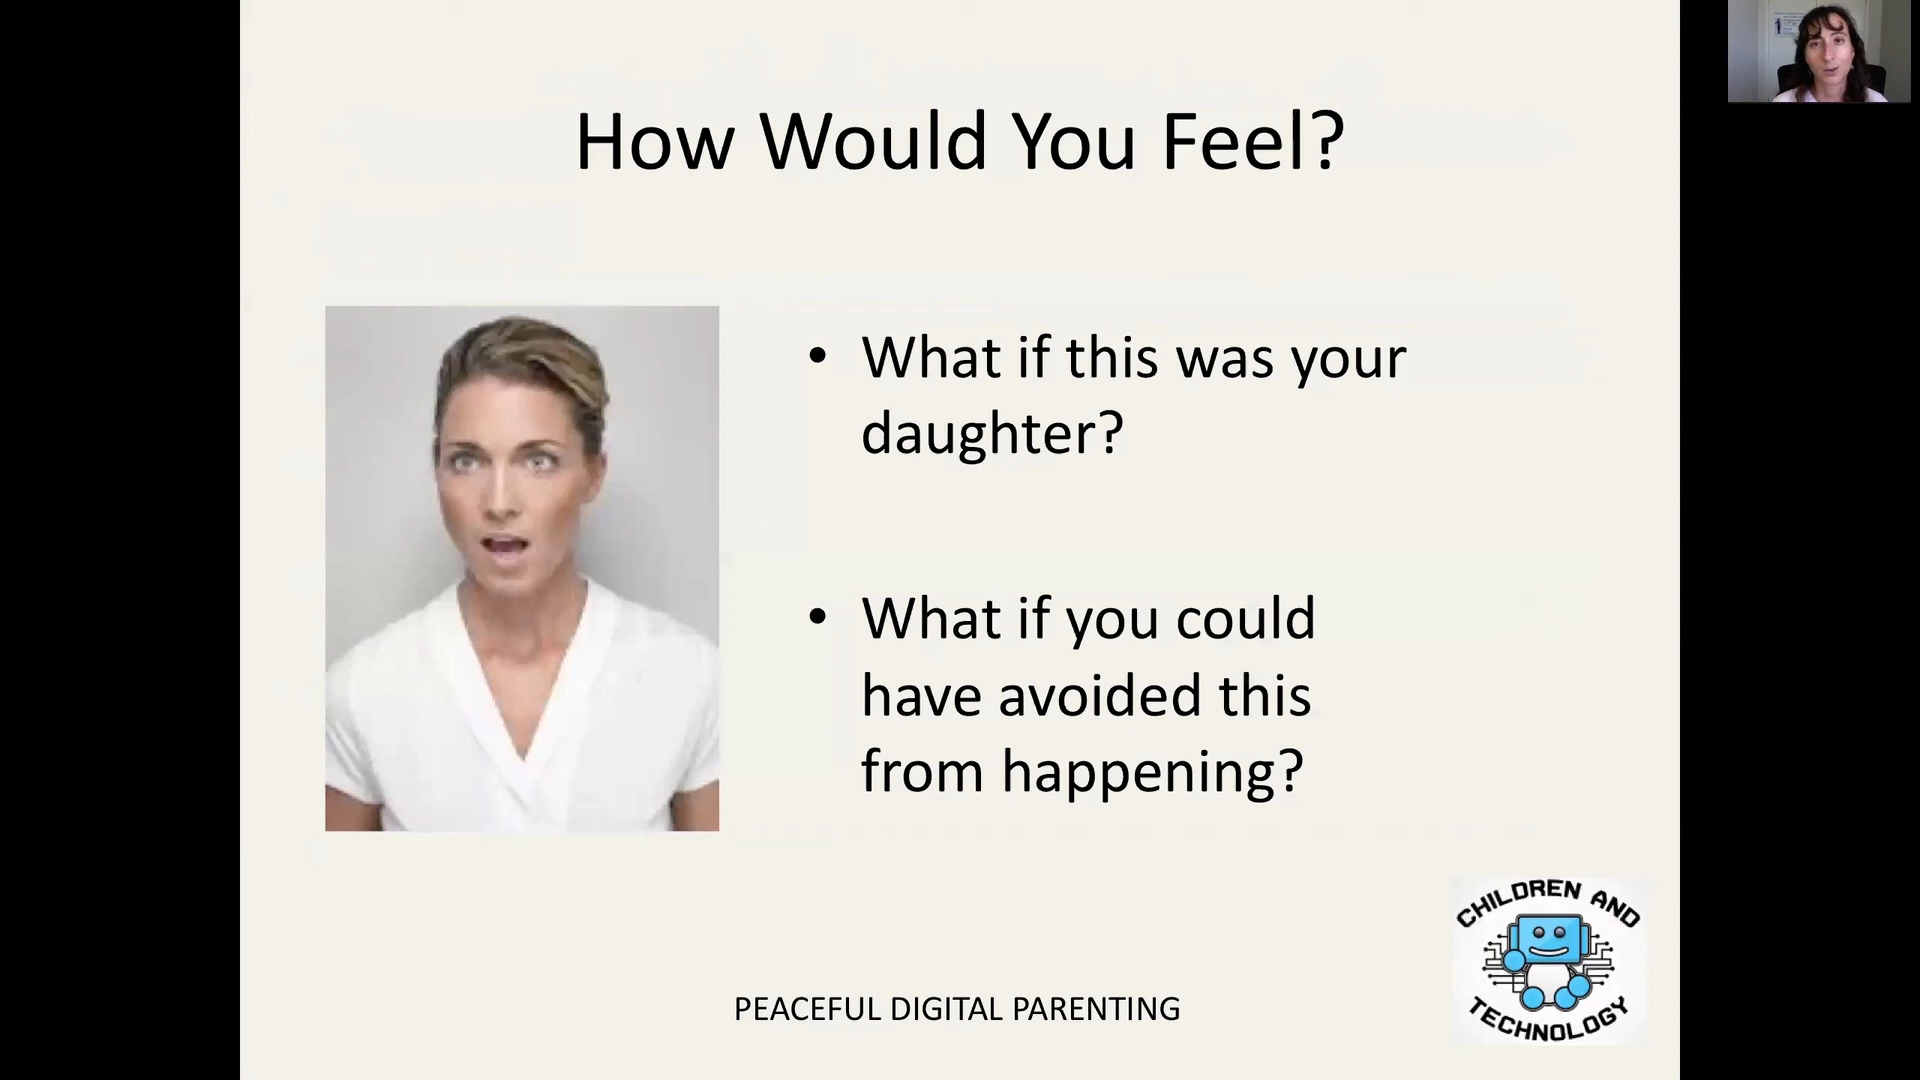 How Would You Feel?
• What if this was your
daughter?
• What if you could
have avoided this
from happening?
PEACEFUL DIGITAL PARENTING
CHILDREN AND
TECHNOLOGY